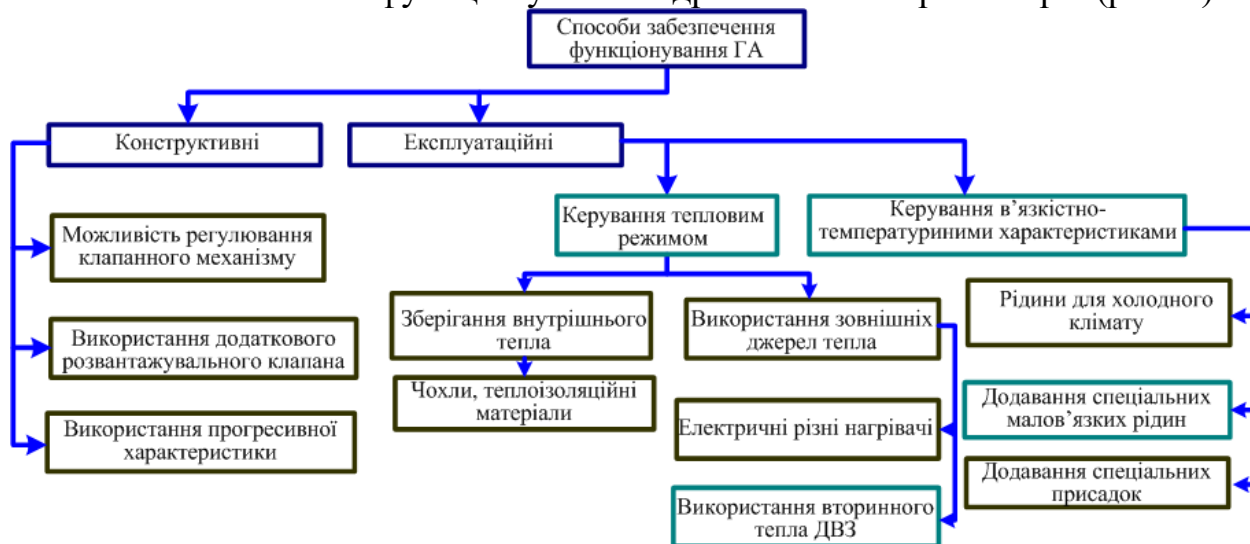 Способи забезпечення
функціонування ГА
Конструктивні
Експлуатаційні
Можливість регулювання
клапанного механізму
Використання додаткового
розвантажувального клапана
Використання прогресивної
характеристики
Керування тепловим
режимом
Керування в’язкістно-
температуриними характеристиками
Зберігання внутрішнього
тепла
Чохли, теплоізоляційні
матеріали
Використання зовнішніх
джерел тепла
Електричні різні нагрівачі
Використання вторинного
тепла ДВЗ
Рідини для холодного
клімату
Додавання спеціальних
малов’язких рідин
Додавання спеціальних
присадок